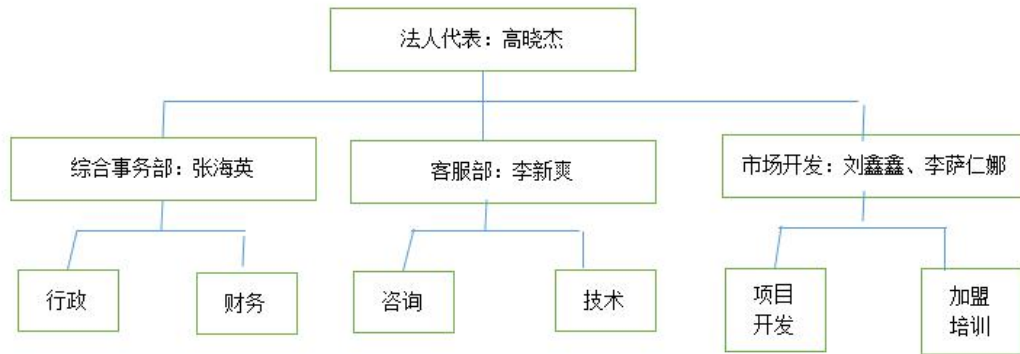 法人代表：高晓杰
综合事务部：张海英
客服部：李新爽
市场开发：刘鑫鑫、李萨仁娜
行政
财务
咨询
技术
项目
开发
加盟
培训